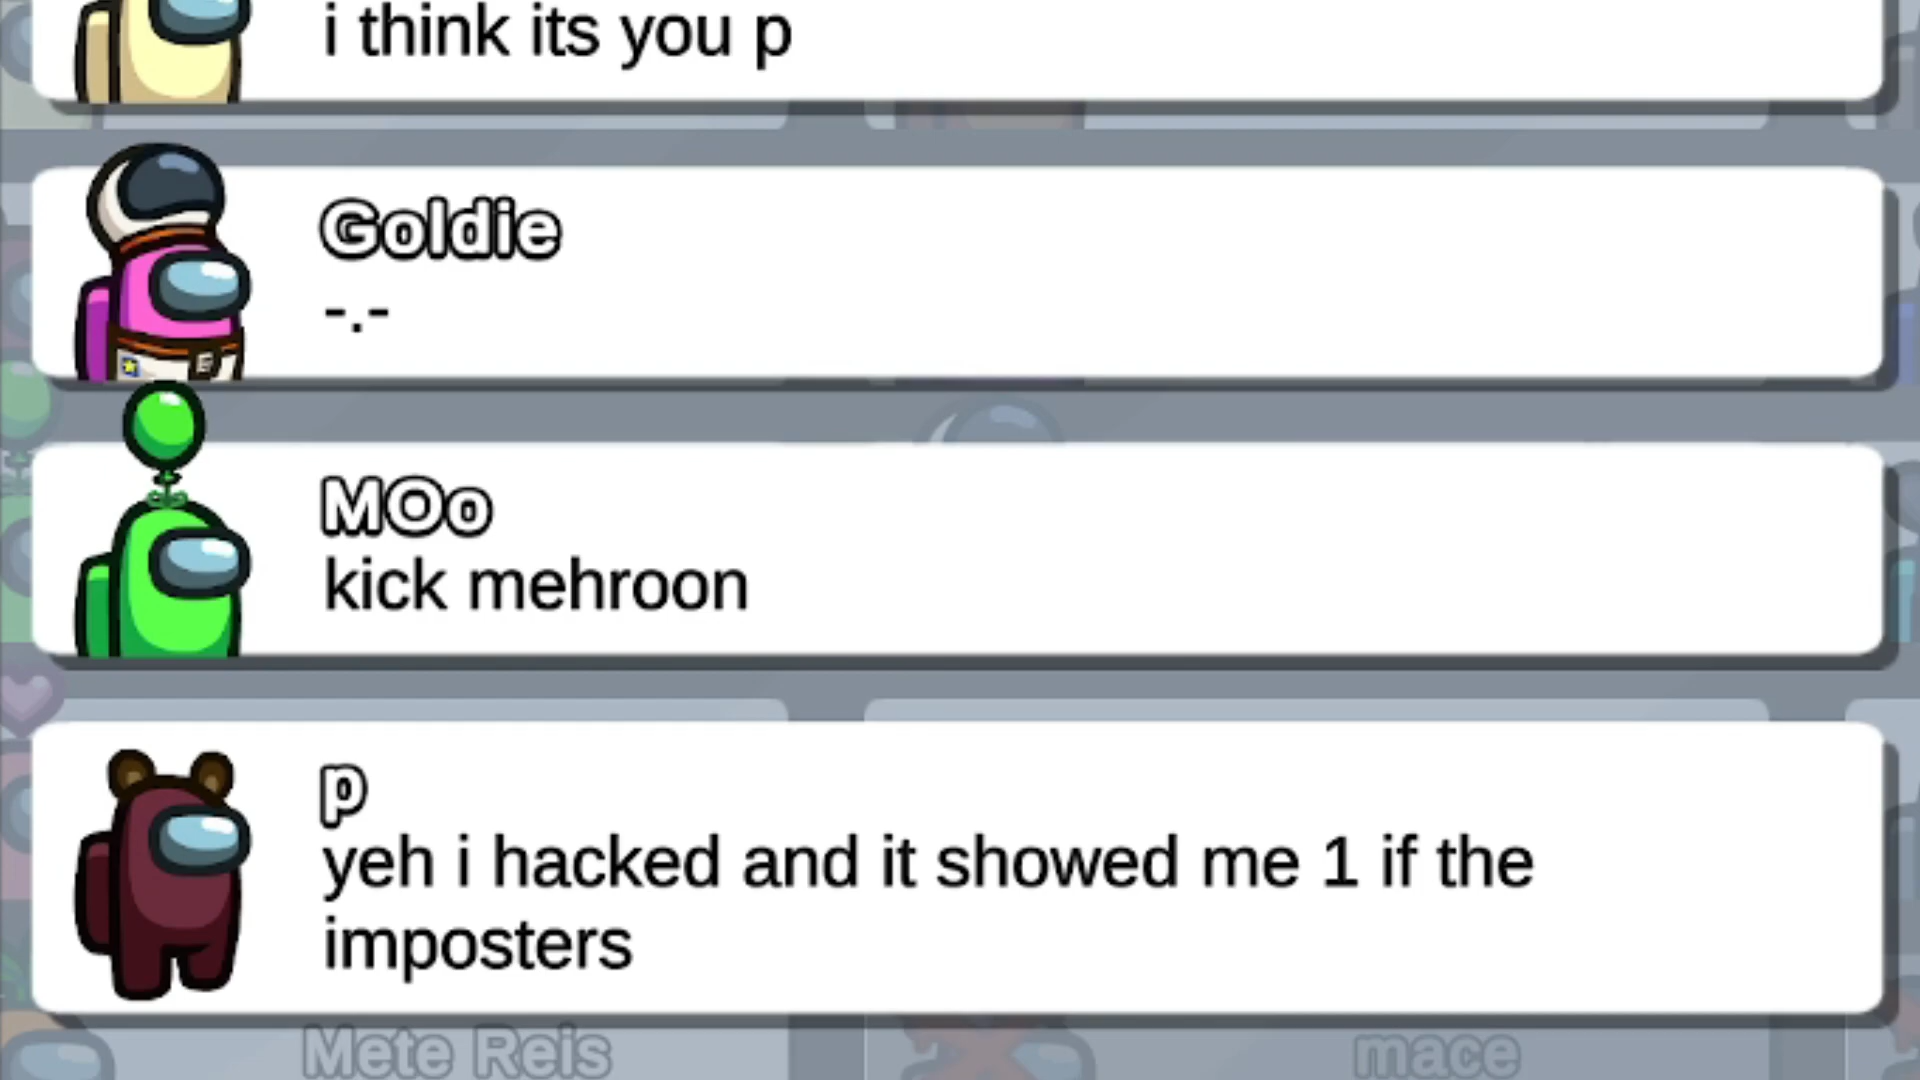 i think its you p
Goldie
-.-
MOo
kick mehroon
p
yeh i hacked and it showed me 1 if the
imposters
Mete Reis
mace